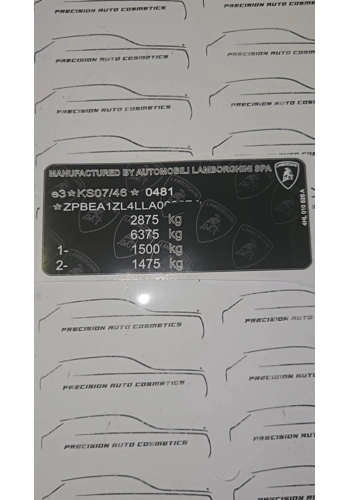 PRECISION AUTO COSMETICS
PRECISION AUTO COSMETICS
PRECISION AUTO COSMETICS
PRECISION AUTO COSMETICS
MANUFACTURED BY AUTOMOBILI LAMBORGHINI SPA
e3*KS07/46* 0481
2875 kg
6375 kg
1- 1500 kg
2- 1475 kg
PRECISION AUTO COSMETICS
PRECISION AUTO COSMETICS
PRECISION AUTO COSMETICS
PRECISION AUTO COSMETICS
PRECISION AUTO COSMETICS